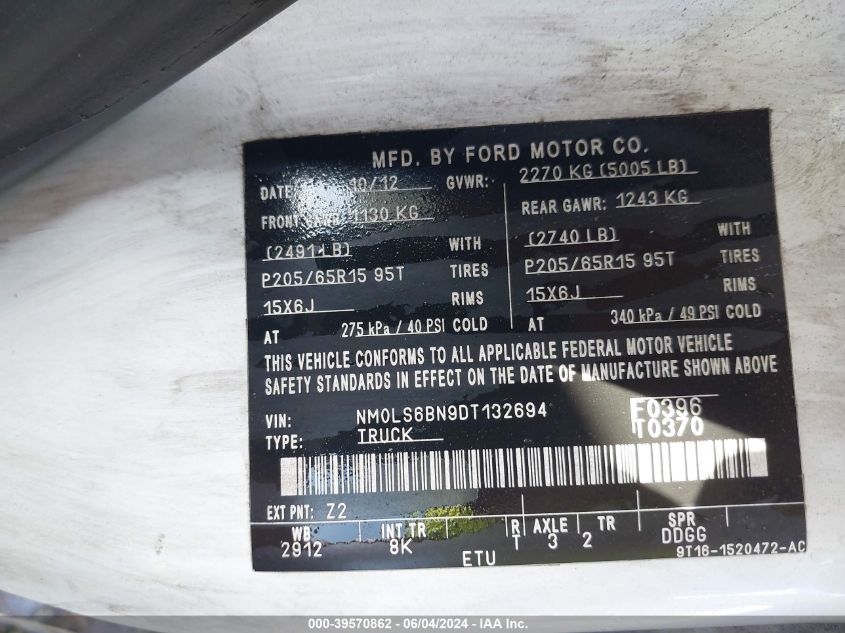 MFD. BY FORD MOTOR CO.
DATE: 10/12 GVWR: 2270 KG (5005 LB)
FRONT GAWR: 1130 KG REAR GAWR: 1243 KG
(2491 LB) WITH (2740 LB) WITH
P205/65R15 95T TIRES P205/65R15 95T TIRES
15X6J RIMS 15X6J RIMS
AT 275 kPa / 40 PSI COLD AT 340 kPa / 49 PSI COLD
THIS VEHICLE CONFORMS TO ALL APPLICABLE FEDERAL MOTOR VEHICLE
SAFETY STANDARDS IN EFFECT ON THE DATE OF MANUFACTURE SHOWN ABOVE
VIN: NM0LS6BN9DT132694 F0396
TYPE: TRUCK T0370
EXT PNT: Z2
WB INT TR R AXLE TR SPR
2912 8K T 3 2 DDGG
ETU 9T16-1520472-AC
000-39570862 - 06/04/2024 - IAA Inc.